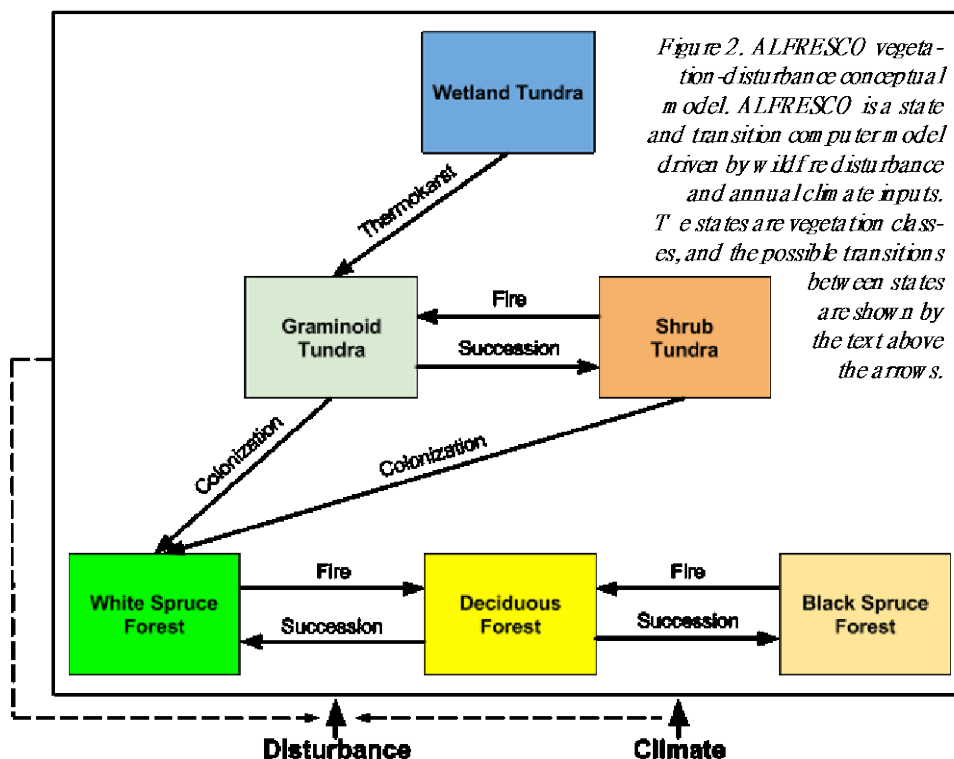 Figure 2. ALFRESCO vegeta-
tion-disturbance conceptual
model. ALFRESCO is a state
and transition computer model
driven by wildf re disturbance
and annual climate inputs.
T e states are vegetation class-
es, and the possible transitions
between states
are shown by
the text above
the arrows.
Wetland Tundra
Thermokarst
Graminoid
Tundra
Fire
Succession
Shrub
Tundra
Colonization
Colonization
White Spruce
Forest
Fire
Succession
Deciduous
Forest
Fire
Succession
Black Spruce
Forest
Disturbance
Climate